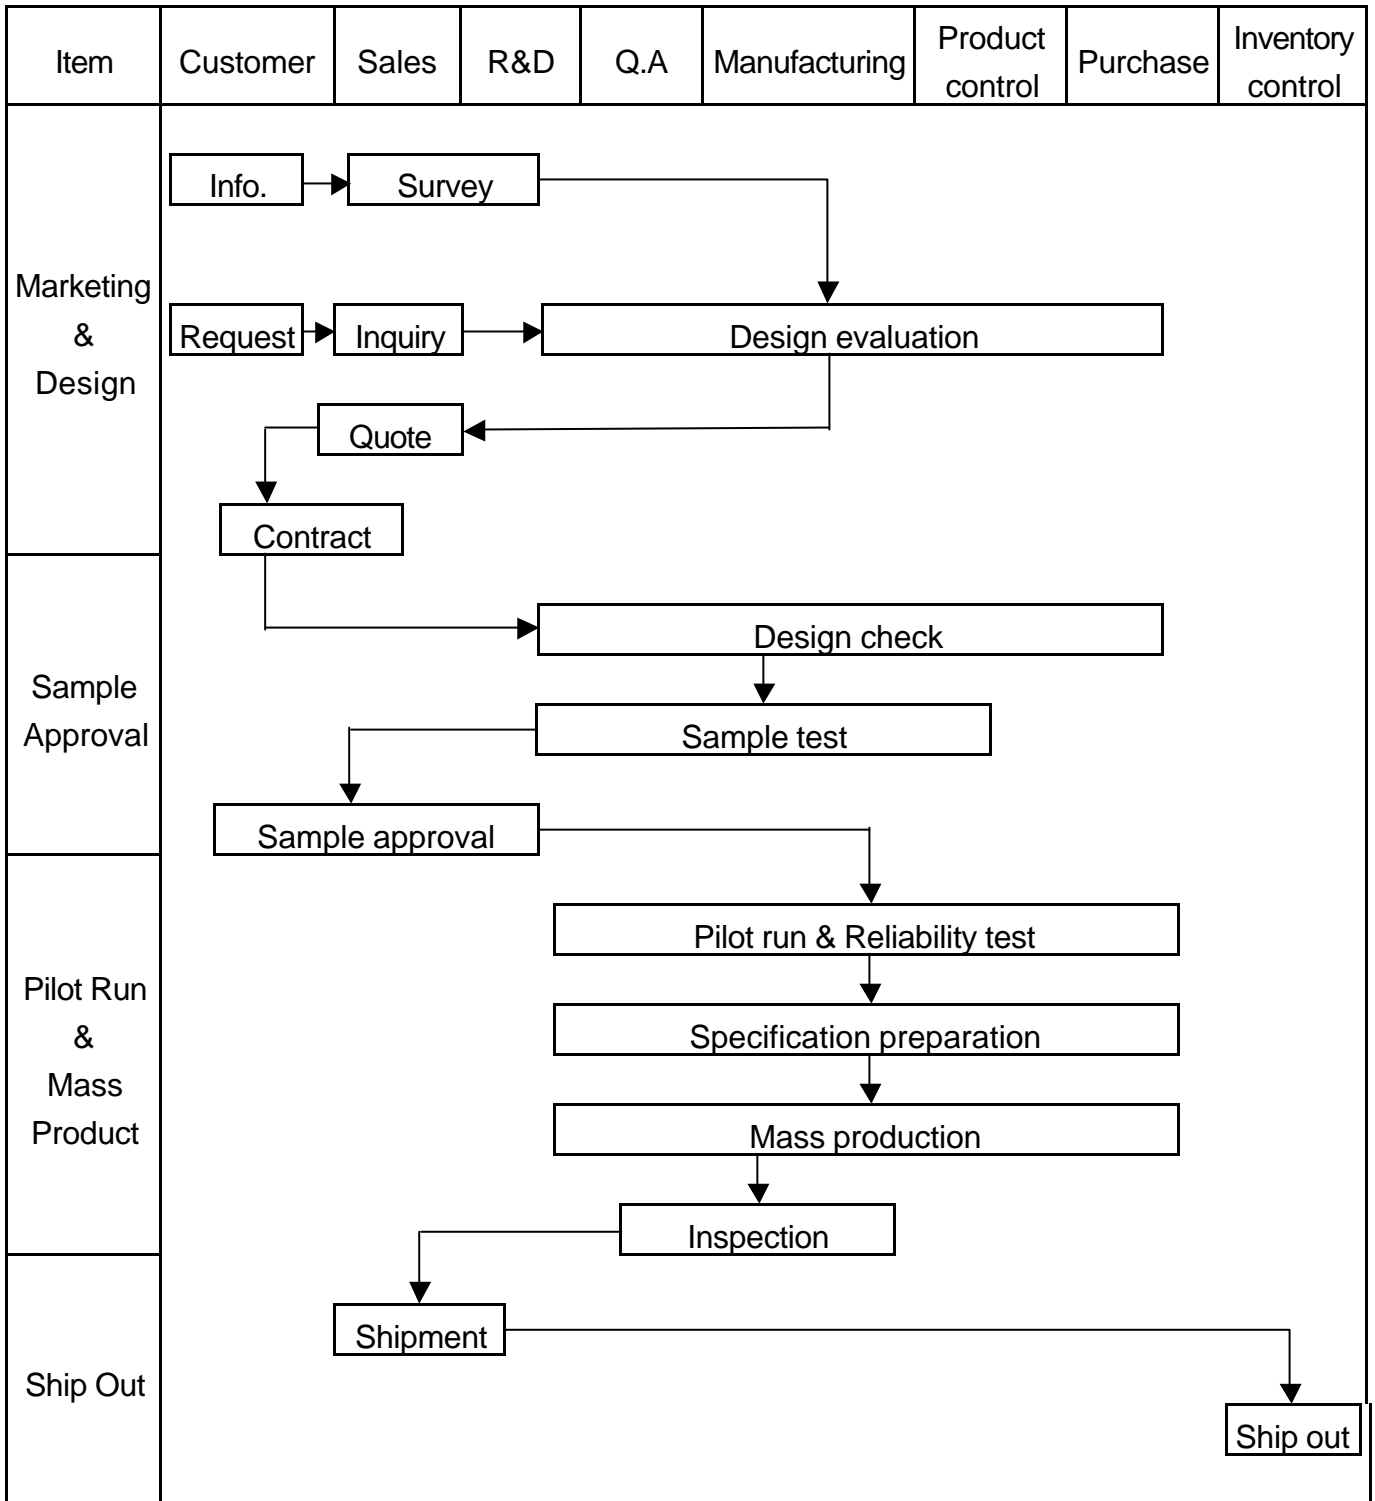 Item
Customer
Sales
R&D
Q.A
Manufacturing
Product
control
Purchase
Inventory
control
Marketing
&
Design
Info.
Survey
Request
Inquiry
Design evaluation
Quote
Contract
Sample
Approval
Design check
Sample test
Sample approval
Pilot Run
&
Mass
Product
Pilot run & Reliability test
Specification preparation
Mass production
Inspection
Ship Out
Shipment
Ship out